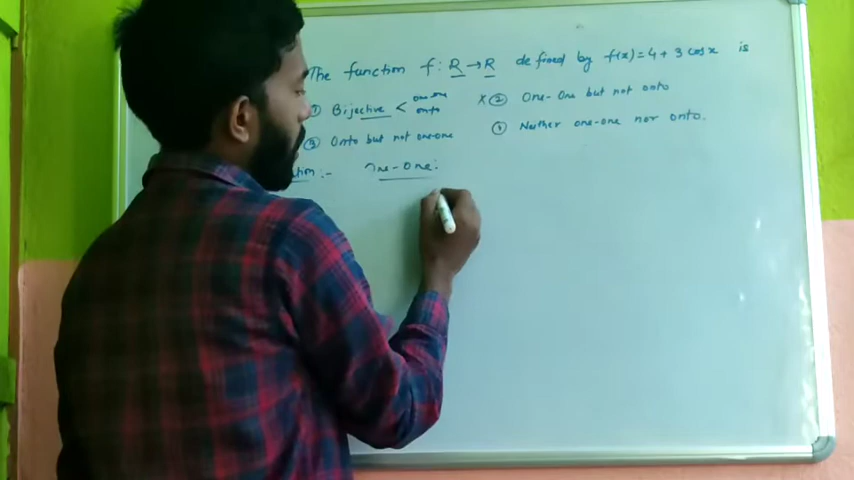 The function f: R → R defined by f(x) = 4 + 3 cos x is
① Bijective < one one onto
x ② One-One but not onto
③ Onto but not one-one
① Neither one-one nor onto.
tion :- One-One: